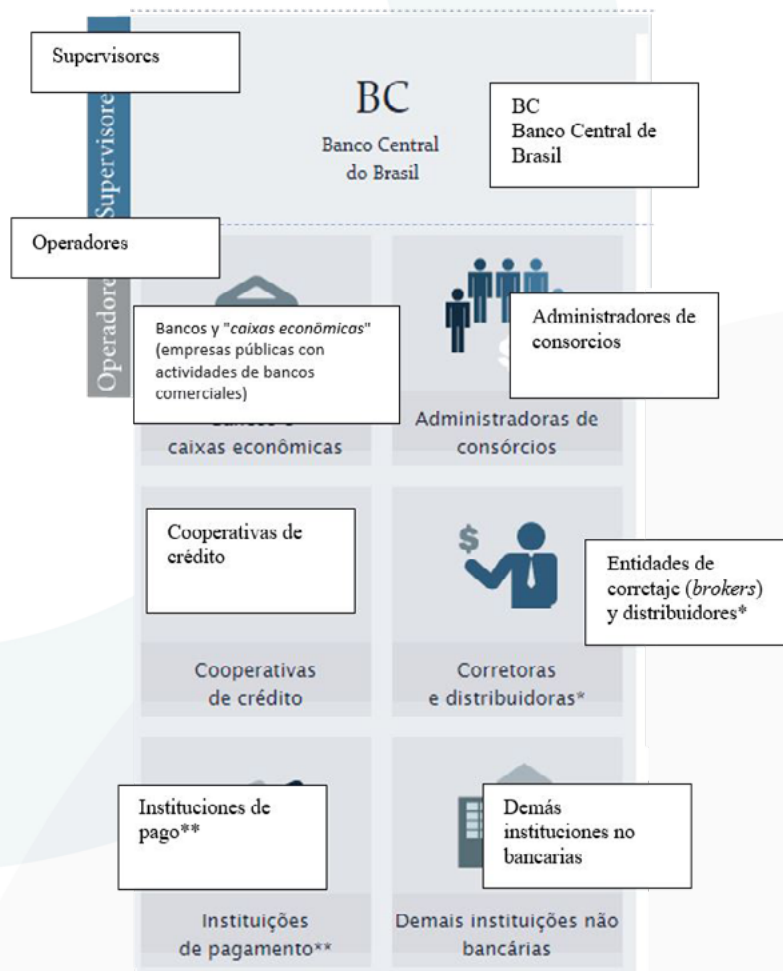 Supervisores
Supervisore
BC
Banco Central
do Brasil
BC
Banco Central de
Brasil
Operadores
Operadore
Bancos y "caixas econômicas"
(empresas públicas con
actividades de bancos
comerciales)
caixas econômicas
Administradores de
consorcios
Administradoras de
consórcios
Cooperativas de
crédito
Cooperativas
de crédito
$
Entidades de
corretaje (brokers)
y distribuidores*
Corretoras
e distribuidoras*
Instituciones de
pago**
Instituições
de pagamento**
Demás
instituciones no
bancarias
Demais instituições não
bancárias